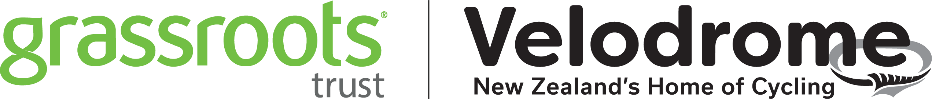 grassroots®
trust
Velodrome
New Zealand's Home of Cycling